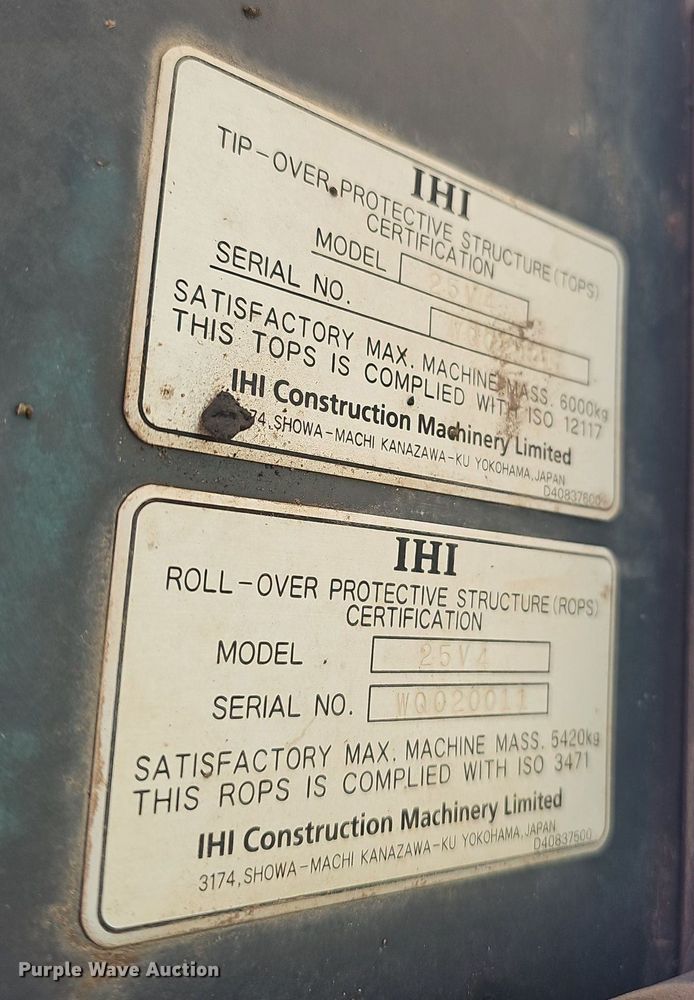 IHI
TIP-OVER PROTECTIVE STRUCTURE(TOPS)
CERTIFICATION
MODEL 25V4
SERIAL NO.
SATISFACTORY MAX. MACHINE MASS. 6000kg
THIS TOPS IS COMPLIED WITH ISO 12117
IHI Construction Machinery Limited
SHOWA-MACHI KANAZAWA-KU YOKOHAMA,JAPAN
IHI
ROLL-OVER PROTECTIVE STRUCTURE(ROPS)
CERTIFICATION
MODEL 25V4
SERIAL NO. WQ020011
SATISFACTORY MAX. MACHINE MASS. 5420kg
THIS ROPS IS COMPLIED WITH ISO 3471
IHI Construction Machinery Limited
3174,SHOWA-MACHI KANAZAWA-KU YOKOHAMA,JAPAN
D40837500
Purple Wave Auction